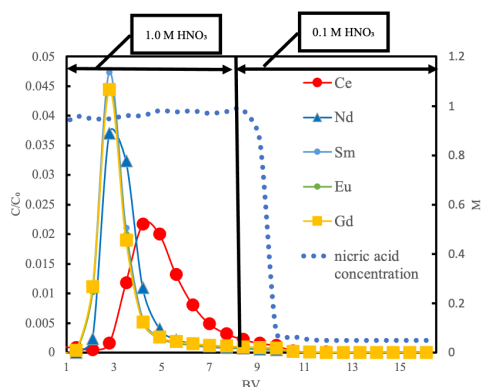 1.0 M HNO₃
0.1 M HNO₃
0.05
0.045
0.04
0.035
0.03
0.025
0.02
0.015
0.01
0.005
0
C/C₀
1.2
1
0.8
0.6
0.4
0.2
0
M
Ce
Nd
Sm
Eu
Gd
nicric acid
concentration
1 3 5 7 9 11 13 15
BV